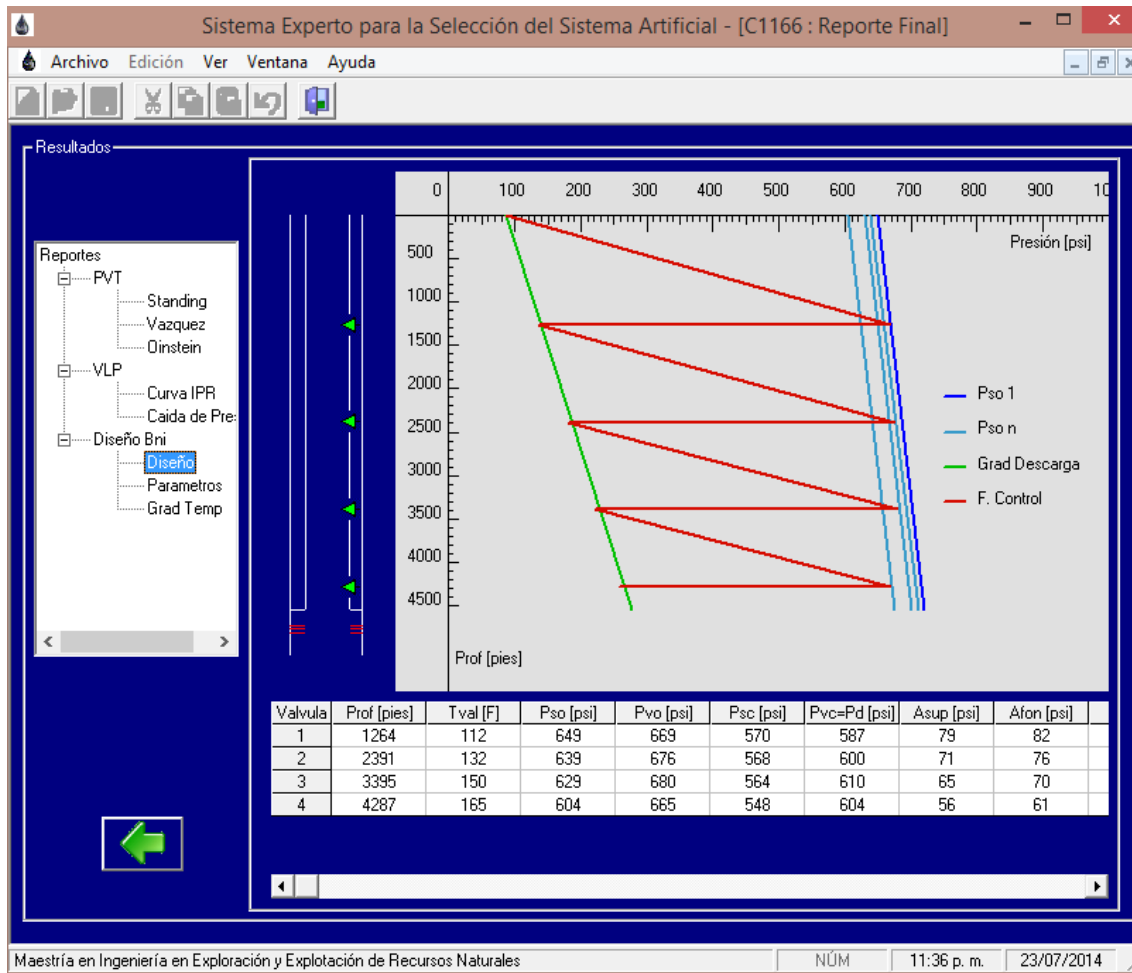 Sistema Experto para la Selección del Sistema Artificial - [C1166 : Reporte Final]
Archivo Edición Ver Ventana Ayuda
Resultados
Reportes
PVT
Standing
Vazquez
Oinstein
VLP
Curva IPR
Caida de Pre:
Diseño Bni
Diseño
Parametros
Grad Temp
0 100 200 300 400 500 600 700 800 900 10
Presión [psi]
500
1000
1500
2000
2500
3000
3500
4000
4500
Prof [pies]
Pso 1
Pso n
Grad Descarga
F. Control
Valvula Prof [pies] Tval [F] Pso [psi] Pvo [psi] Psc [psi] Pvc=Pd [psi] Asup [psi] Afon [psi]
1 1264 112 649 669 570 587 79 82
2 2391 132 639 676 568 600 71 76
3 3395 150 629 680 564 610 65 70
4 4287 165 604 665 548 604 56 61
Maestría en Ingeniería en Exploración y Explotación de Recursos Naturales NÚM 11:36 p. m. 23/07/2014